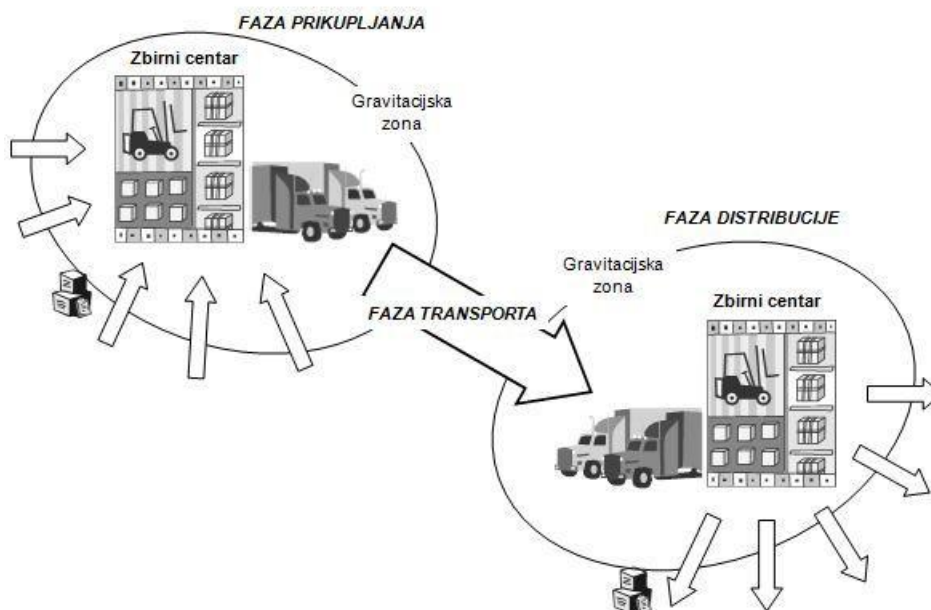 FAZA PRIKUPLJANJA
Zbirni centar
Gravitacijska
zona
FAZA DISTRIBUCIJE
Gravitacijska
zona
Zbirni centar
FAZA TRANSPORTA